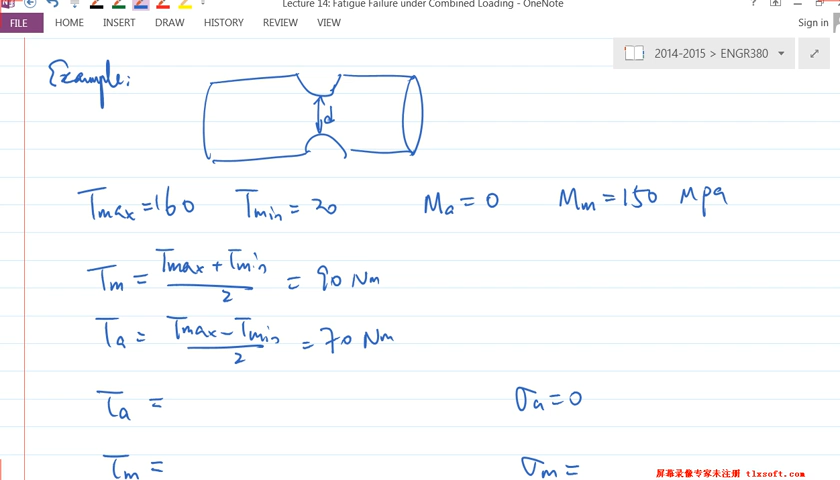 Lecture 14: Fatigue Failure under Combined Loading - OneNote
FILE HOME INSERT DRAW HISTORY REVIEW VIEW Sign in
2014-2015 > ENGR380
Example:
d
Tmax = 160 Tmin = 20 Ma = 0 Mm = 150 Mpa
Tm = (Tmax + Tmin)/2 = 90 Nm
Ta = (Tmax - Tmin)/2 = 70 Nm
τa = σa = 0
τm = σm =
屏幕录像专家未注册 tlxsoft.com